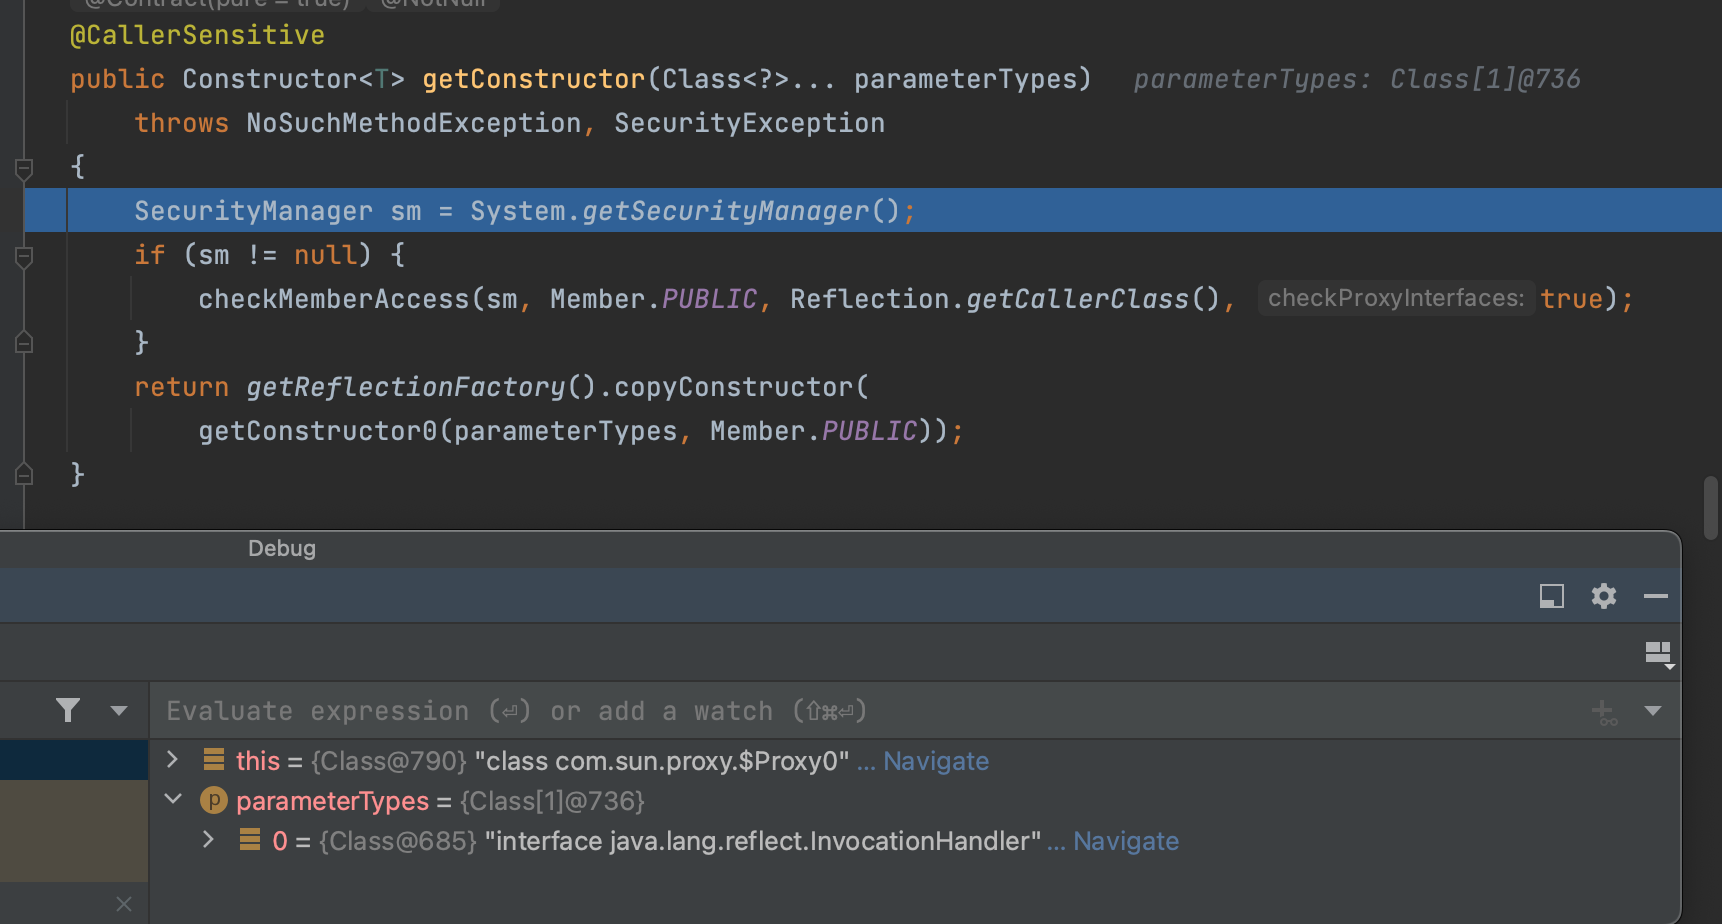 @Contract(pure = true) @NotNull
@CallerSensitive
public Constructor<T> getConstructor(Class<?>... parameterTypes) parameterTypes: Class[1]@736
throws NoSuchMethodException, SecurityException
{
SecurityManager sm = System.getSecurityManager();
if (sm != null) {
checkMemberAccess(sm, Member.PUBLIC, Reflection.getCallerClass(), checkProxyInterfaces: true);
}
return getReflectionFactory().copyConstructor(
getConstructor0(parameterTypes, Member.PUBLIC));
}
Debug
Evaluate expression (⏎) or add a watch (⇧⌘⏎)
this = {Class@790} "class com.sun.proxy.$Proxy0" ... Navigate
p parameterTypes = {Class[1]@736}
0 = {Class@685} "interface java.lang.reflect.InvocationHandler" ... Navigate